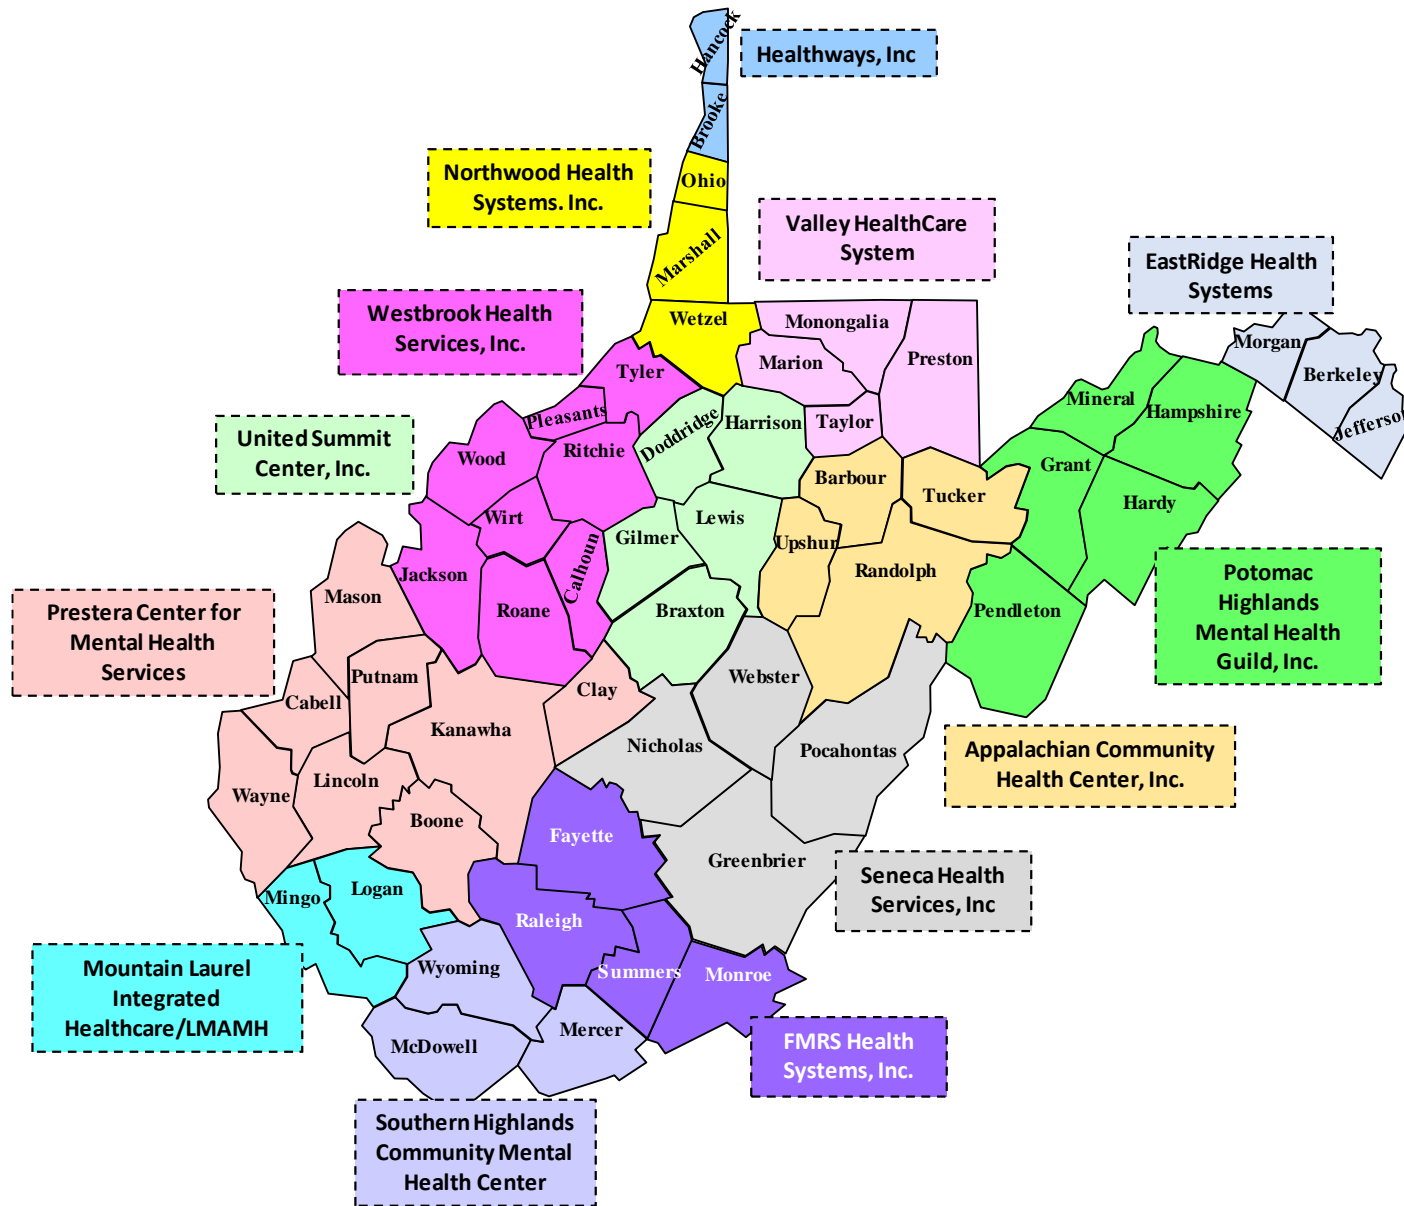 Hancock
Healthways, Inc
Brooke
Northwood Health
Systems. Inc.
Ohio
Valley HealthCare
System
Marshall
EastRidge Health
Systems
Westbrook Health
Services, Inc.
Wetzel
Monongalia
Marion
Preston
Morgan
Berkeley
Jefferson
Tyler
Pleasants
Mineral
Hampshire
United Summit
Center, Inc.
Doddridge
Harrison
Taylor
Wood
Ritchie
Barbour
Tucker
Grant
Hardy
Wirt
Lewis
Gilmer
Upshur
Calhoun
Randolph
Jackson
Roane
Braxton
Pendleton
Potomac
Highlands
Mental Health
Guild, Inc.
Mason
Prestera Center for
Mental Health
Services
Putnam
Cabell
Clay
Webster
Kanawha
Nicholas
Pocahontas
Appalachian Community
Health Center, Inc.
Lincoln
Wayne
Boone
Fayette
Greenbrier
Seneca Health
Services, Inc
Mingo
Logan
Raleigh
Summers
Monroe
Mountain Laurel
Integrated
Healthcare/LMAMH
Wyoming
Mercer
McDowell
FMRS Health
Systems, Inc.
Southern Highlands
Community Mental
Health Center